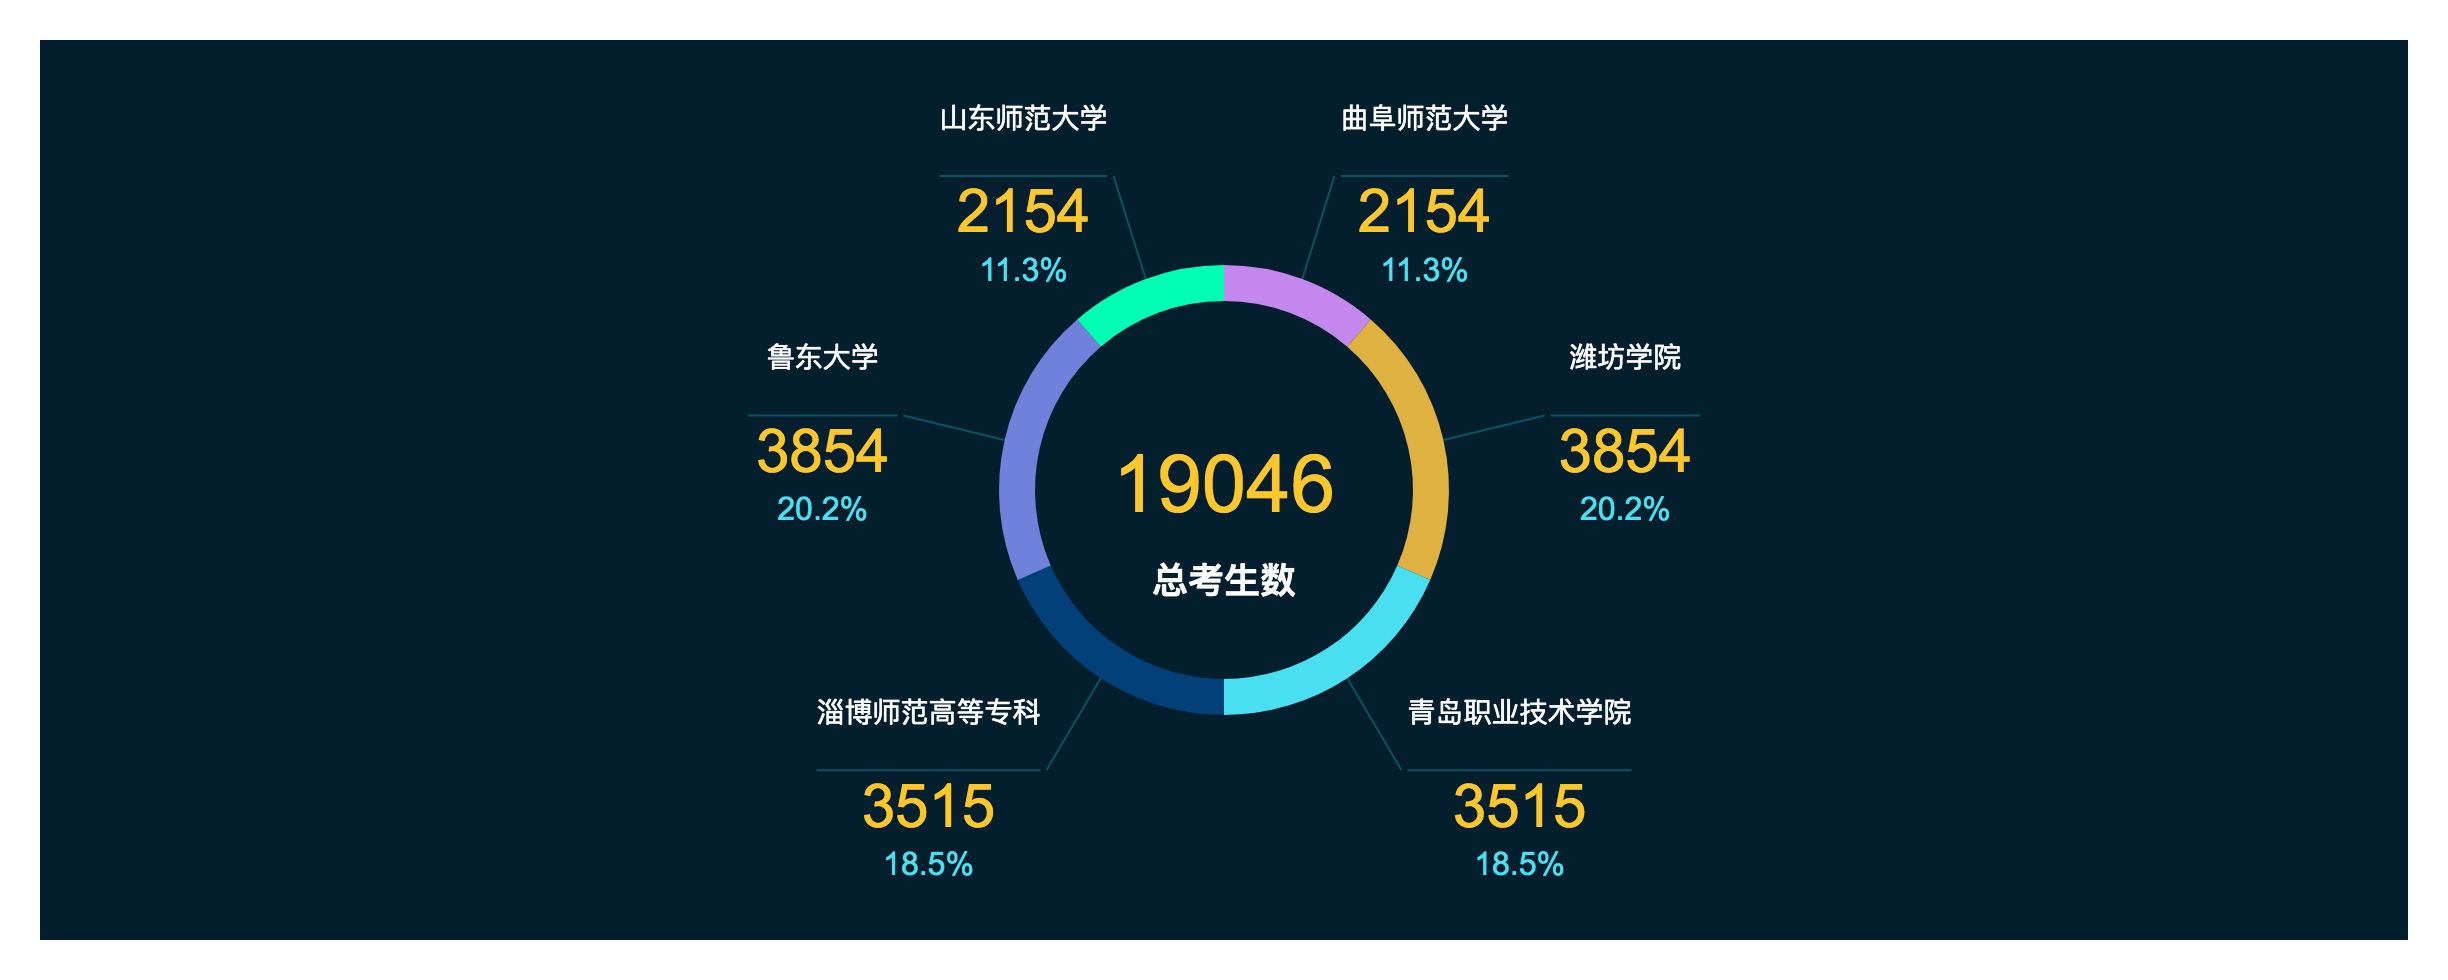 山东师范大学
2154
11.3%
曲阜师范大学
2154
11.3%
鲁东大学
3854
20.2%
潍坊学院
3854
20.2%
19046
总考生数
淄博师范高等专科
3515
18.5%
青岛职业技术学院
3515
18.5%